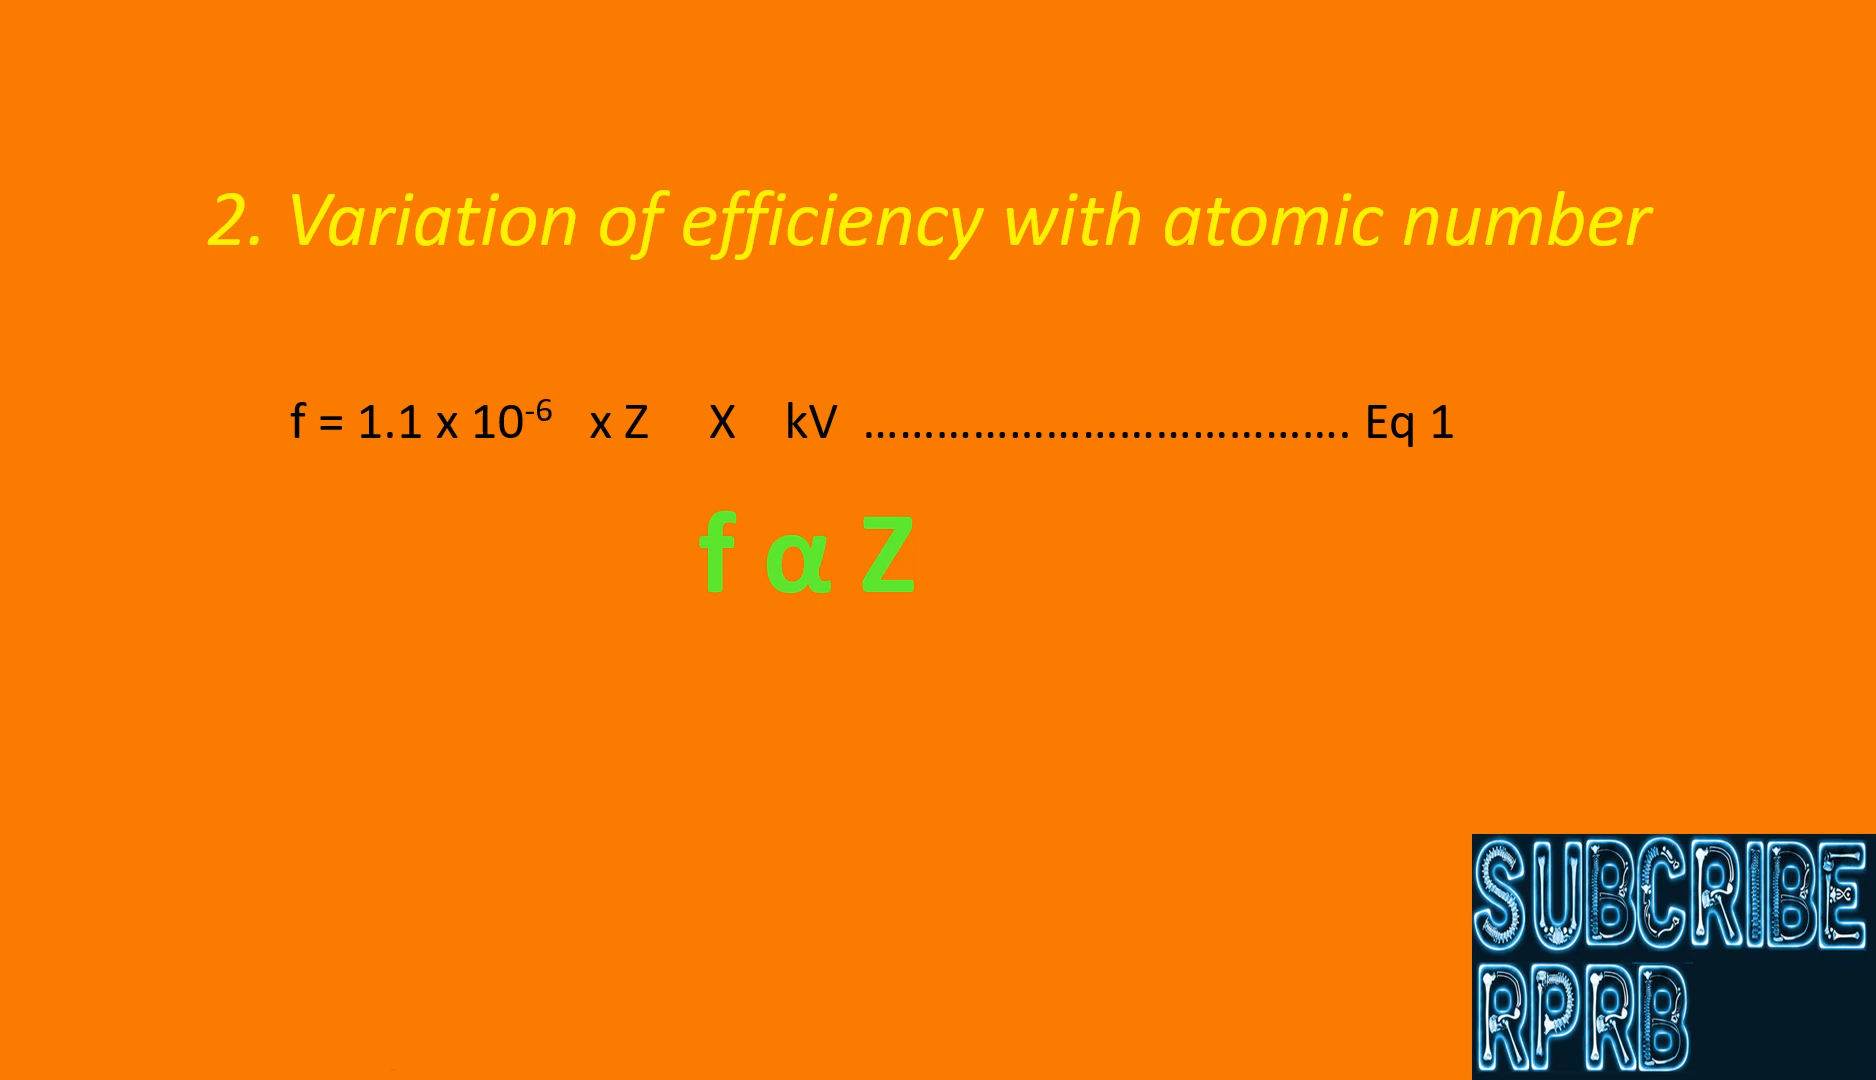 2. Variation of efficiency with atomic number
f = 1.1 x 10⁻⁶ x Z X kV ………………………………….. Eq 1
f α Z
SUBCRIBE
RPRB